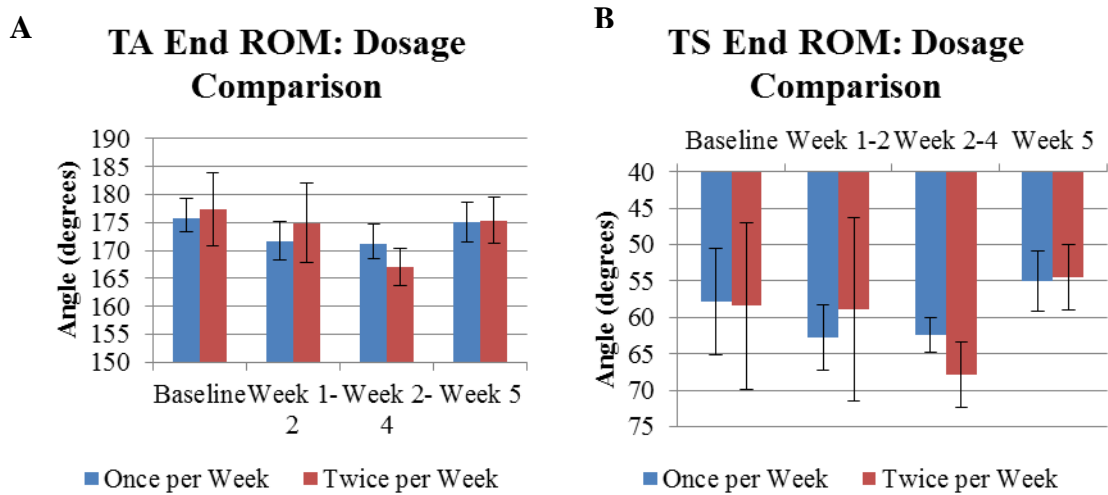 A
TA End ROM: Dosage
Comparison
Angle (degrees)
190
185
180
175
170
165
160
155
150
Baseline Week 1- Week 2- Week 5
2 4
Once per Week Twice per Week
B
TS End ROM: Dosage
Comparison
Baseline Week 1-2 Week 2-4 Week 5
Angle (degrees)
40
45
50
55
60
65
70
75
Once per Week Twice per Week